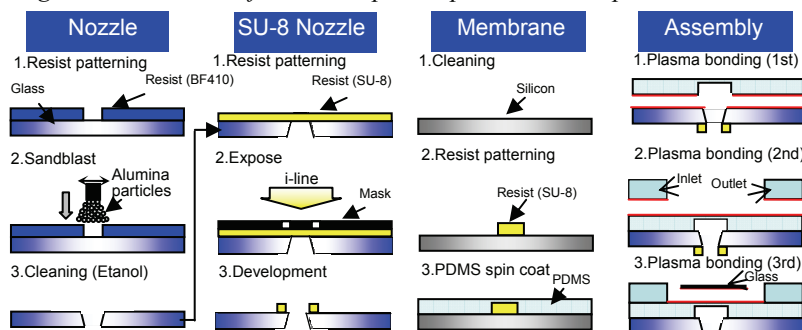 Nozzle
1.Resist patterning
Resist (BF410)
Glass
2.Sandblast
Alumina
particles
3.Cleaning (Etanol)
SU-8 Nozzle
1.Resist patterning
Resist (SU-8)
2.Expose
i-line
Mask
3.Development
Membrane
1.Cleaning
Silicon
2.Resist patterning
Resist (SU-8)
3.PDMS spin coat
PDMS
Assembly
1.Plasma bonding (1st)
2.Plasma bonding (2nd)
Inlet
Outlet
3.Plasma bonding (3rd)
Glass